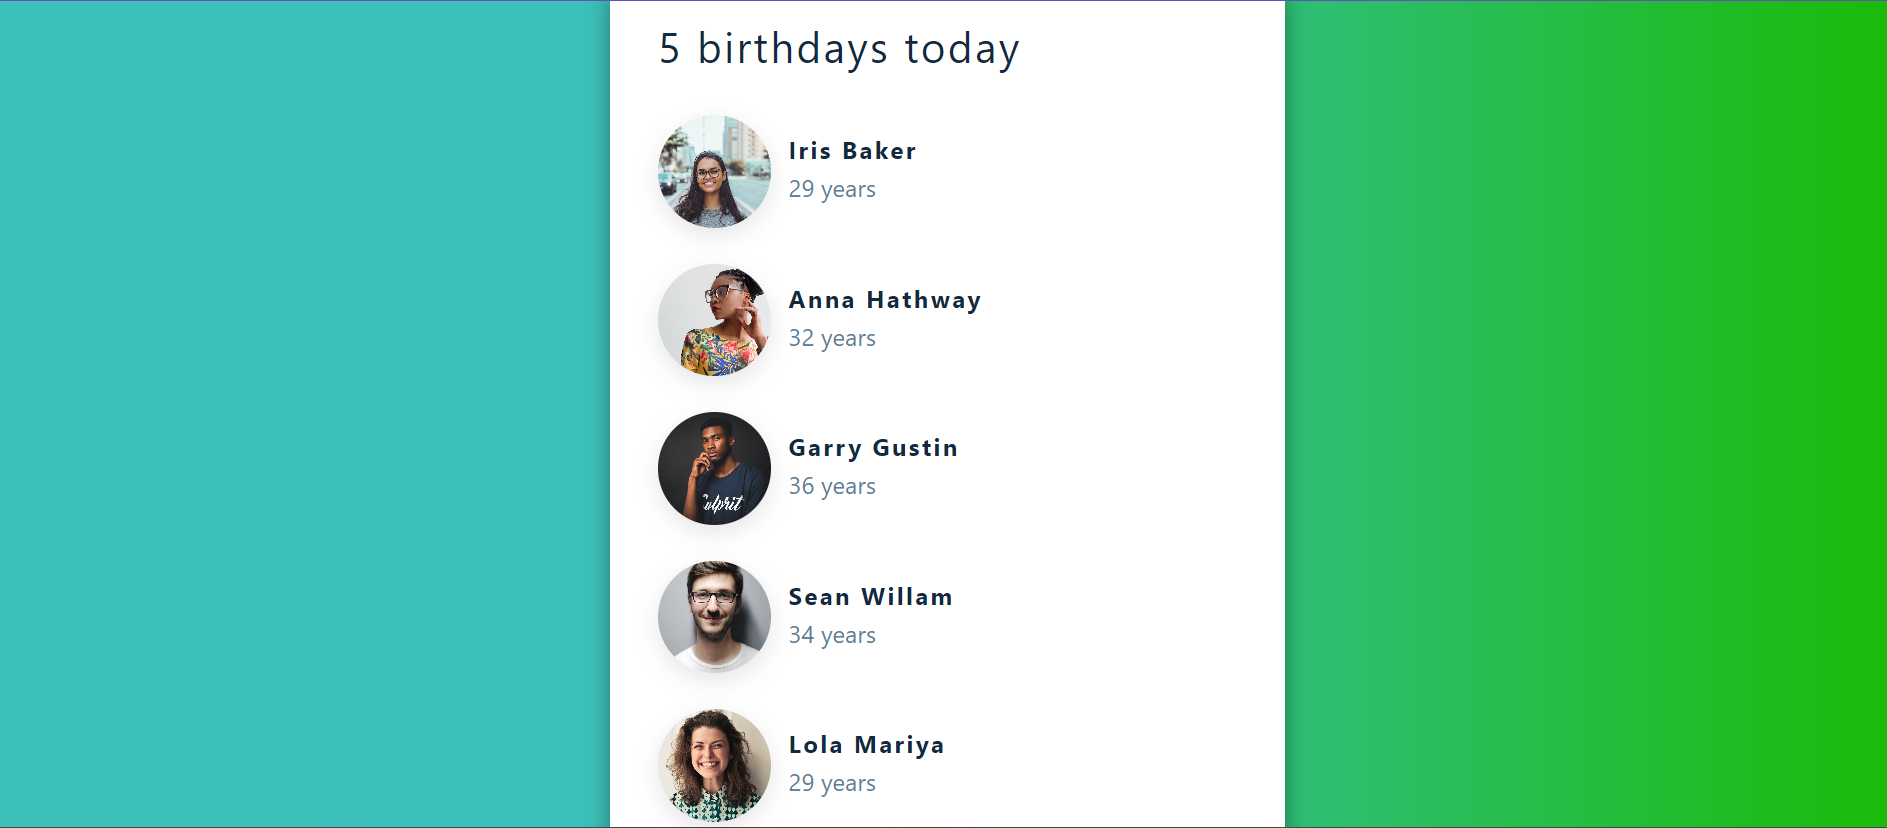 5 birthdays today
Iris Baker
29 years
Anna Hathway
32 years
Garry Gustin
36 years
Culprit
Sean Willam
34 years
Lola Mariya
29 years